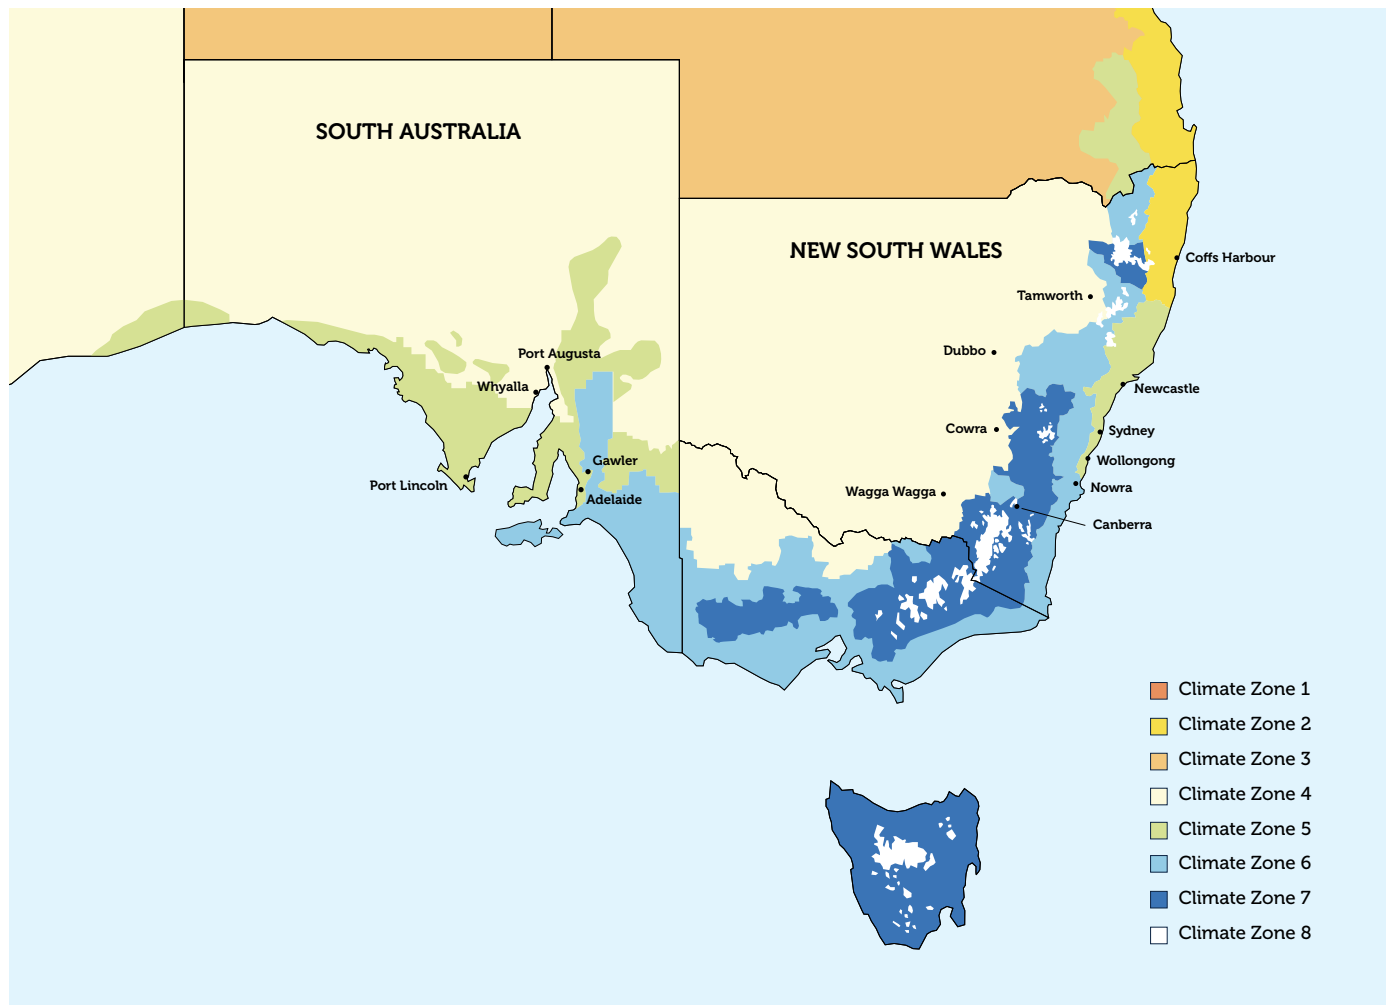 SOUTH AUSTRALIA
NEW SOUTH WALES
Coffs Harbour
Tamworth
Dubbo
Port Augusta
Whyalla
Newcastle
Cowra
Sydney
Gawler
Wollongong
Port Lincoln
Nowra
Wagga Wagga
Adelaide
Canberra
Climate Zone 1
Climate Zone 2
Climate Zone 3
Climate Zone 4
Climate Zone 5
Climate Zone 6
Climate Zone 7
Climate Zone 8